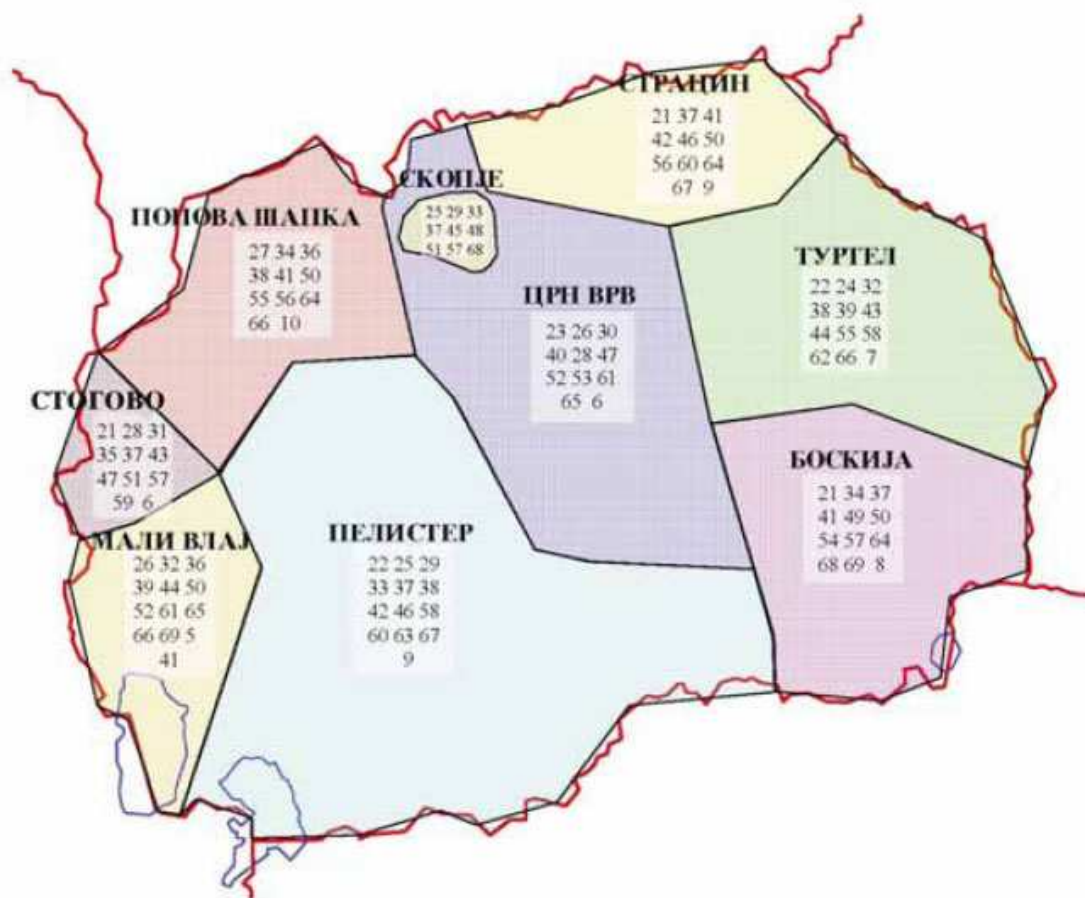 СТРАЦИН
21 37 41
42 46 50
56 60 64
67 9
СКОПЈЕ
25 29 33
37 45 48
51 57 68
ПОПОВА ШАПКА
27 34 36
38 41 50
55 56 64
66 10
ТУРТЕЛ
22 24 32
38 39 43
44 55 58
62 66 7
ЦРН ВРВ
23 26 30
40 28 47
52 53 61
65 6
СТОГОВО
21 28 31
35 37 43
47 51 57
59 6
БОСКИЈА
21 34 37
41 49 50
54 57 64
68 69 8
МАЛИ ВЛАЈ
26 32 36
39 44 50
52 61 65
66 69 5
41
ПЕЛИСТЕР
22 25 29
33 37 38
42 46 58
60 63 67
9